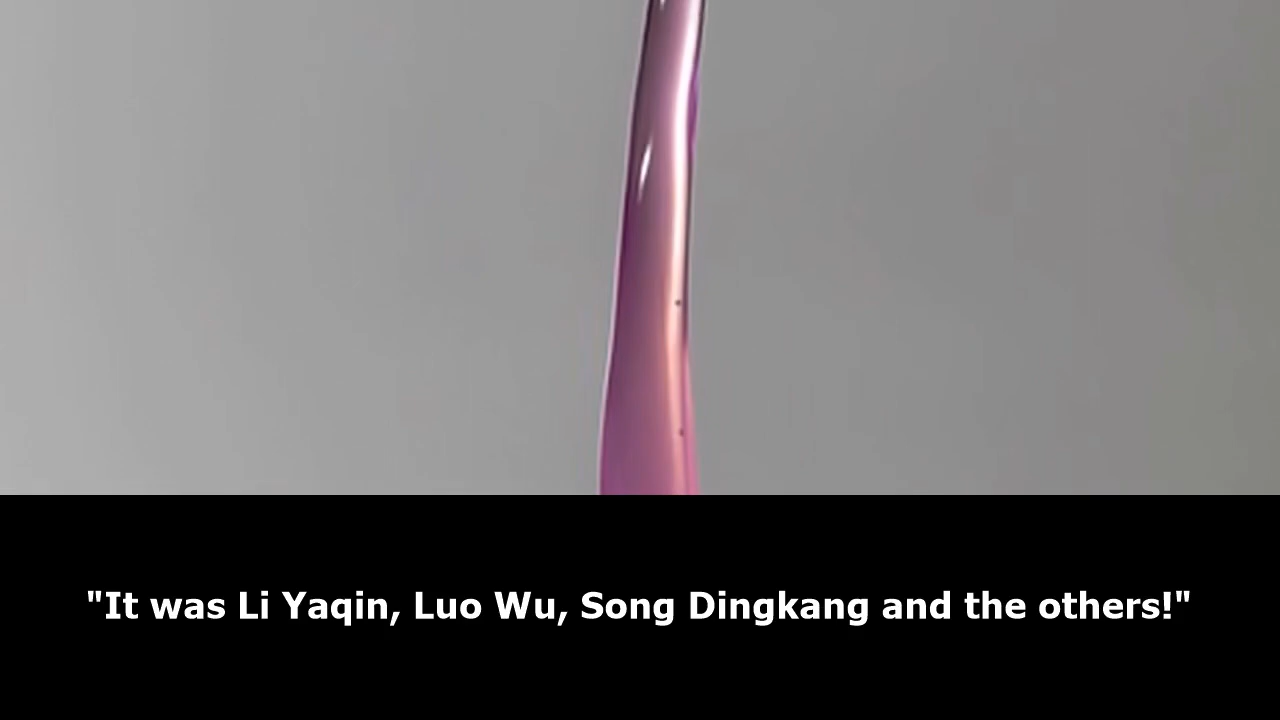 "It was Li Yaqin, Luo Wu, Song Dingkang and the others!"